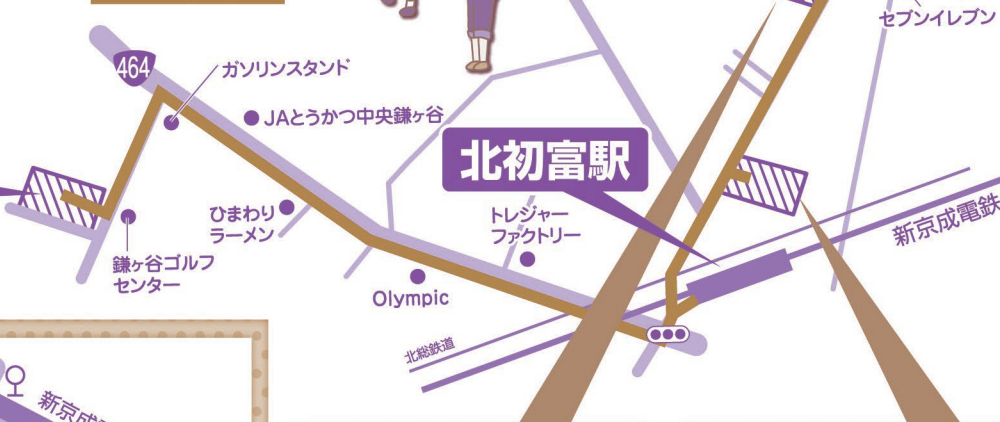 セブンイレブン
464
ガソリンスタンド
JAとうかつ中央鎌ヶ谷
北初富駅
ひまわり
ラーメン
トレジャー
ファクトリー
新京成電鉄
鎌ヶ谷ゴルフ
センター
Olympic
北総鉄道
新京成